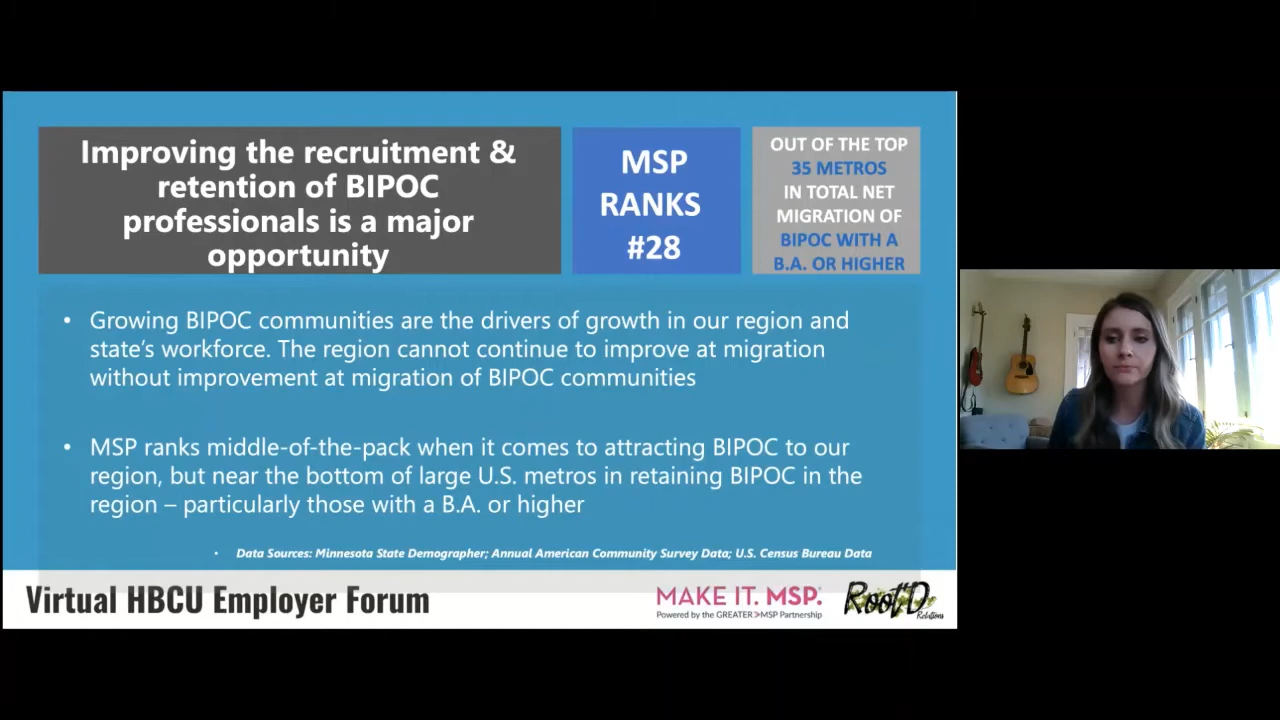 Improving the recruitment &
retention of BIPOC
professionals is a major
opportunity
MSP
RANKS
#28
OUT OF THE TOP
35 METROS
IN TOTAL NET
MIGRATION OF
BIPOC WITH A
B.A. OR HIGHER
• Growing BIPOC communities are the drivers of growth in our region and
state’s workforce. The region cannot continue to improve at migration
without improvement at migration of BIPOC communities
• MSP ranks middle-of-the-pack when it comes to attracting BIPOC to our
region, but near the bottom of large U.S. metros in retaining BIPOC in the
region – particularly those with a B.A. or higher
• Data Sources: Minnesota State Demographer; Annual American Community Survey Data; U.S. Census Bureau Data
Virtual HBCU Employer Forum
MAKE IT. MSP.
Powered by the GREATER>MSP Partnership
Root'D
Relations